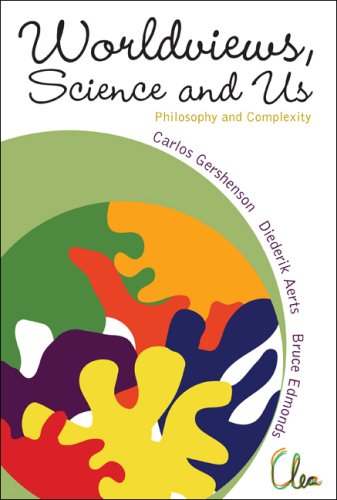 Worldviews,
Science and Us
Philosophy and Complexity
Carlos Gershenson
Diederik Aerts
Bruce Edmonds
Clea